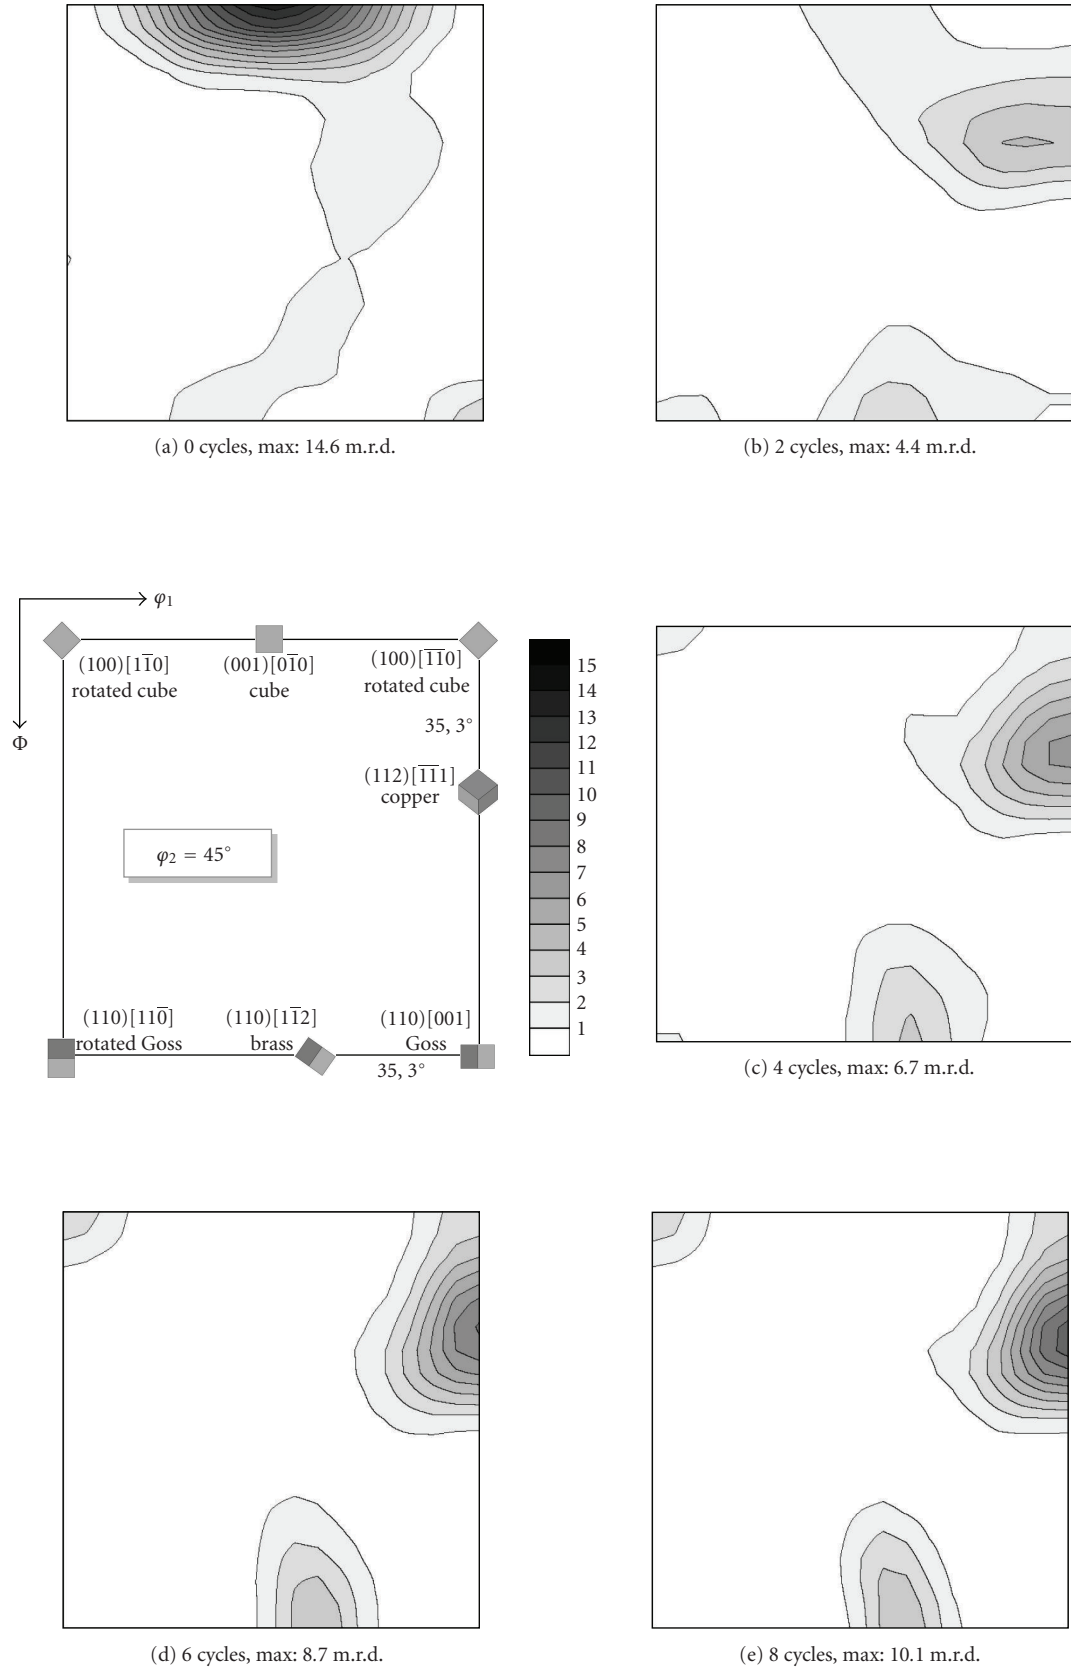 (a) 0 cycles, max: 14.6 m.r.d.
(b) 2 cycles, max: 4.4 m.r.d.
φ₁
Φ
(100)[11̅0]
rotated cube
(001)[01̅0]
cube
(100)[1̅1̅0]
rotated cube
35, 3°
(112)[1̅1̅1]
copper
φ₂ = 45°
(110)[110̅]
rotated Goss
(110)[11̅2]
brass
(110)[001]
Goss
35, 3°
15
14
13
12
11
10
9
8
7
6
5
4
3
2
1
(c) 4 cycles, max: 6.7 m.r.d.
(d) 6 cycles, max: 8.7 m.r.d.
(e) 8 cycles, max: 10.1 m.r.d.